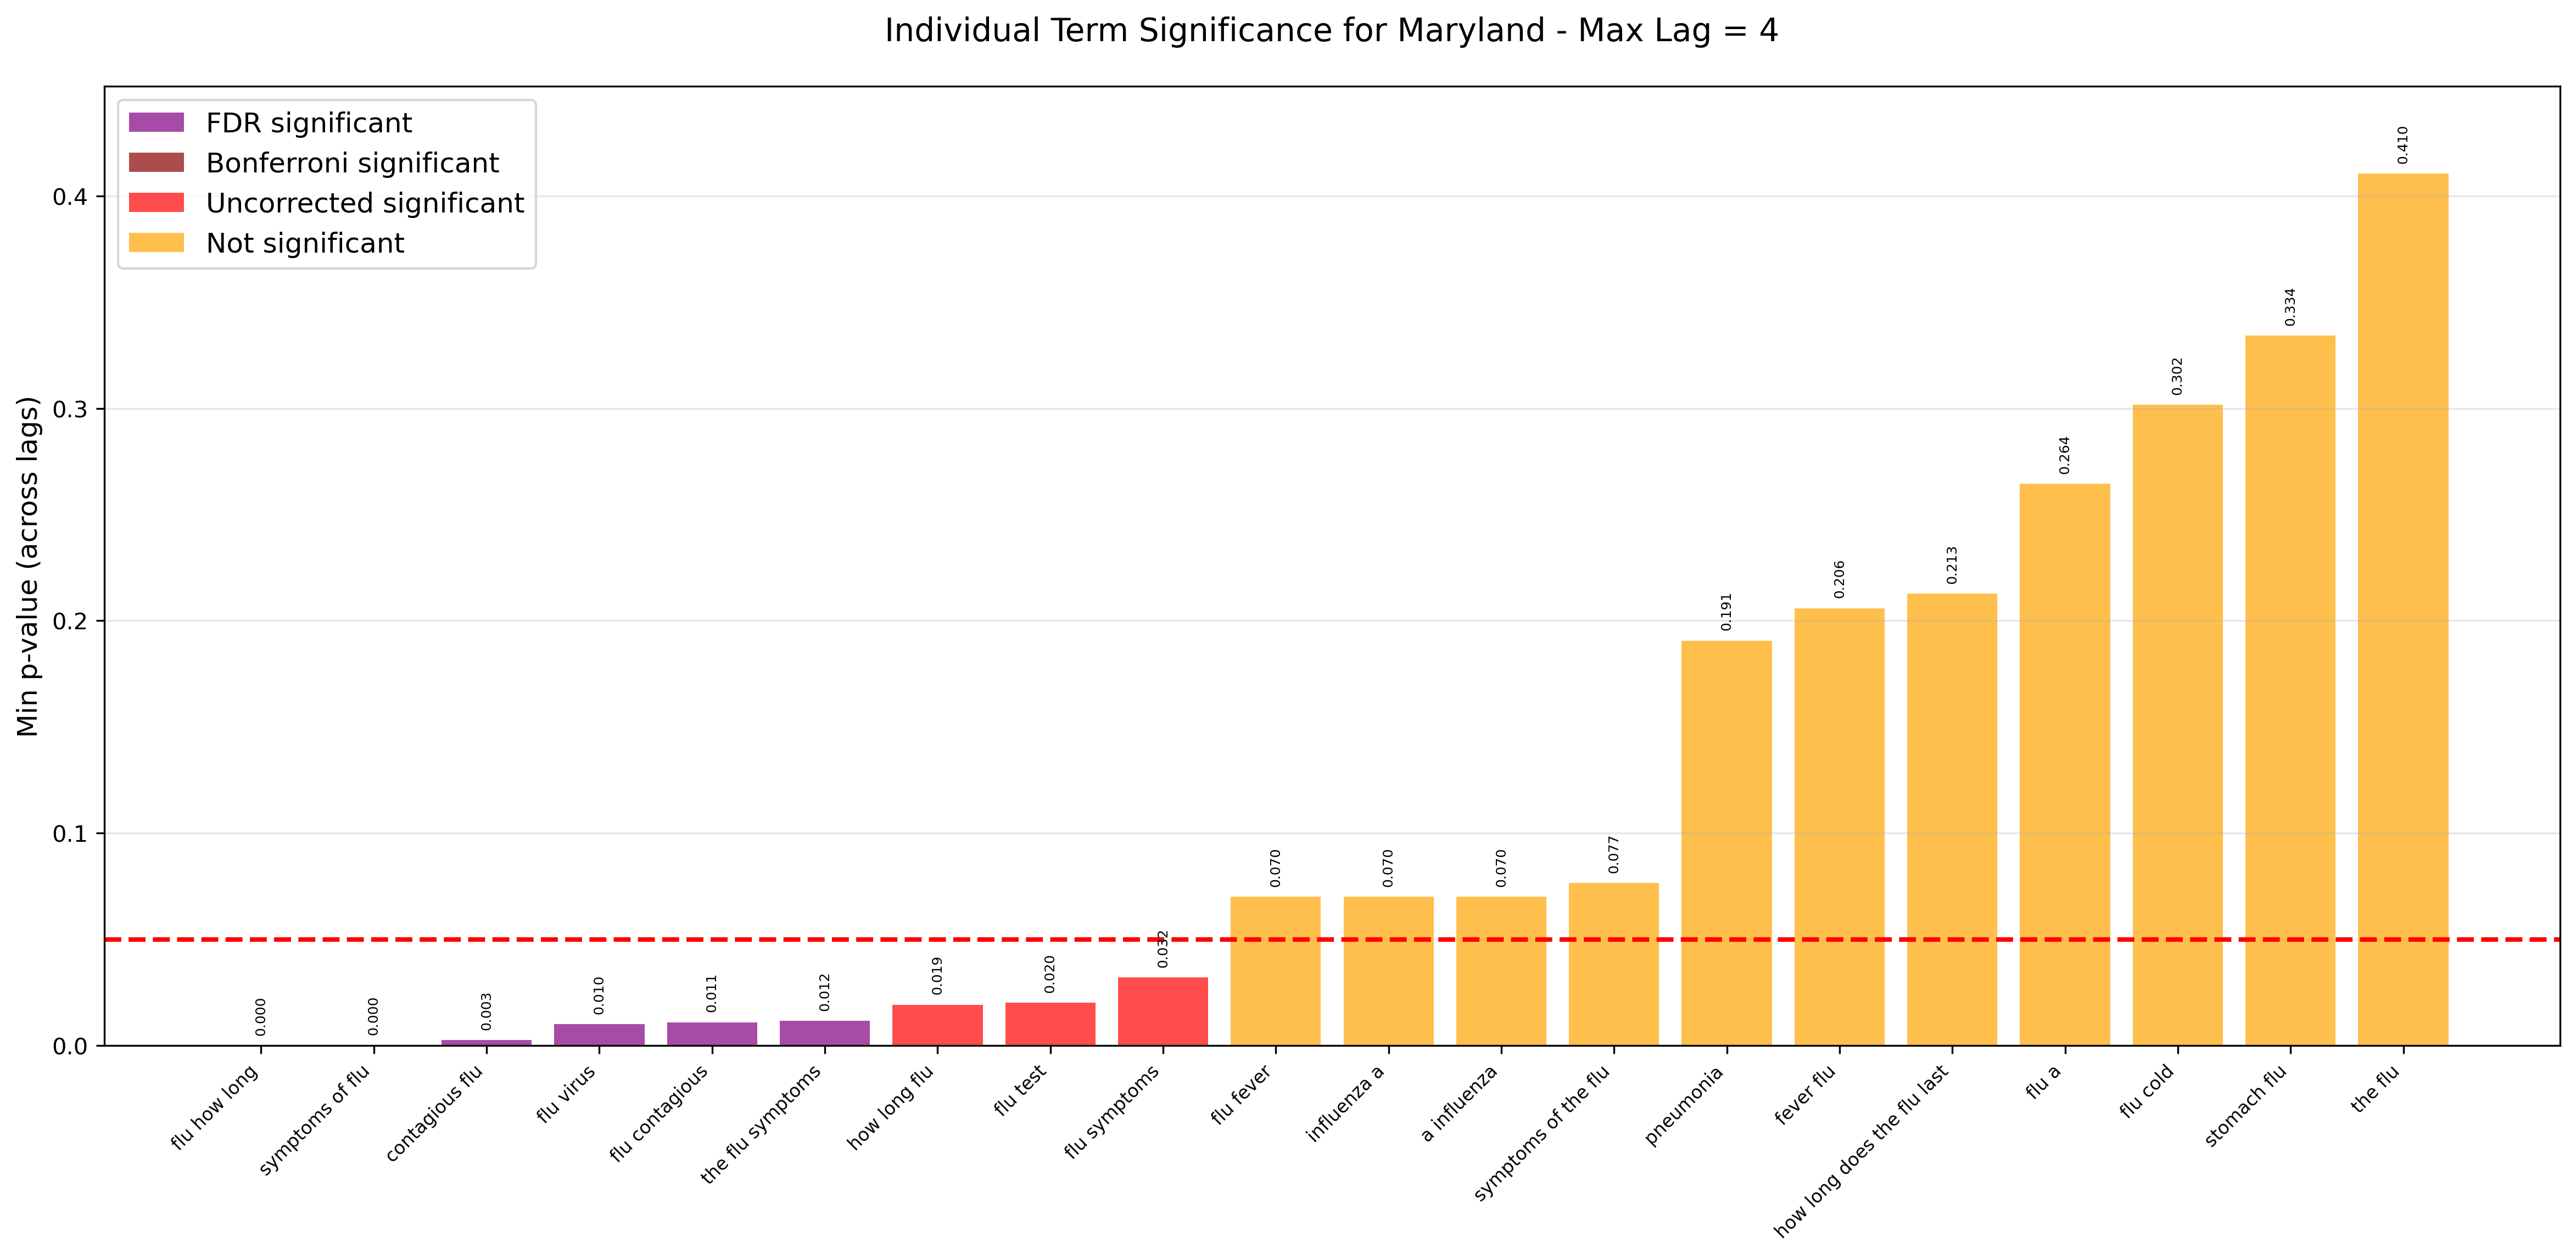 Individual Term Significance for Maryland - Max Lag = 4
FDR significant
Bonferroni significant
Uncorrected significant
Not significant
Min p-value (across lags)
0.4
0.3
0.2
0.1
0.0
0.000
0.000
0.003
0.010
0.011
0.012
0.019
0.020
0.032
0.070
0.070
0.070
0.077
0.191
0.206
0.213
0.264
0.302
0.334
0.410
flu how long
symptoms of flu
contagious flu
flu virus
flu contagious
the flu symptoms
how long flu
flu test
flu symptoms
flu fever
influenza a
a influenza
symptoms of the flu
pneumonia
fever flu
how long does the flu last
flu a
flu cold
stomach flu
the flu